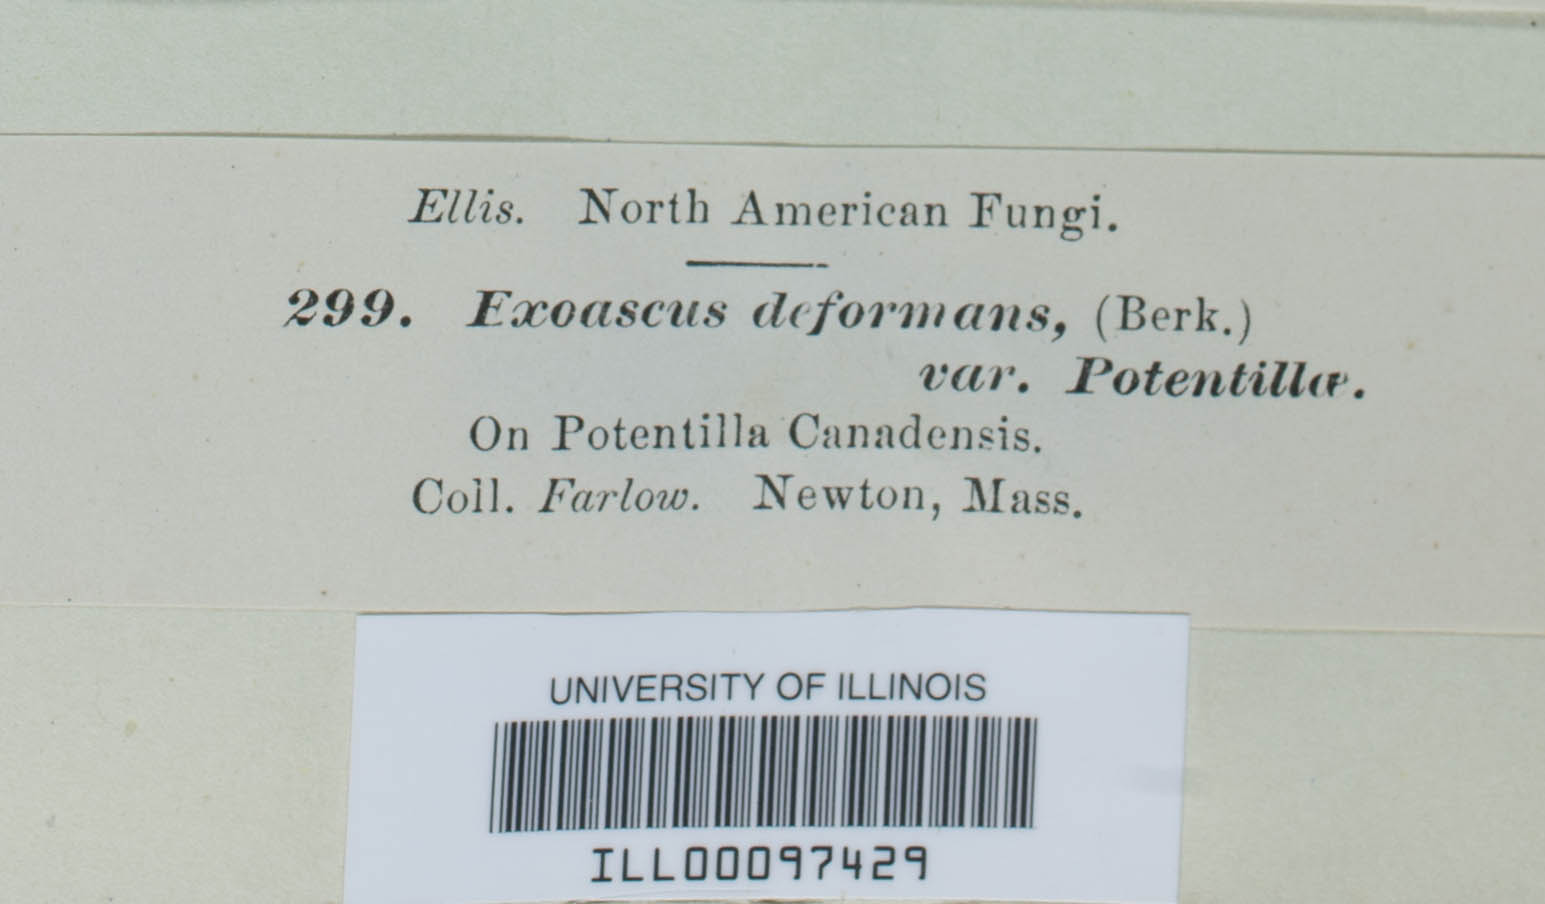 Ellis. North American Fungi.
299. Exoascus deformans, (Berk.)
var. Potentillæ.
On Potentilla Canadensis.
Coll. Farlow. Newton, Mass.
UNIVERSITY OF ILLINOIS
ILL00097429